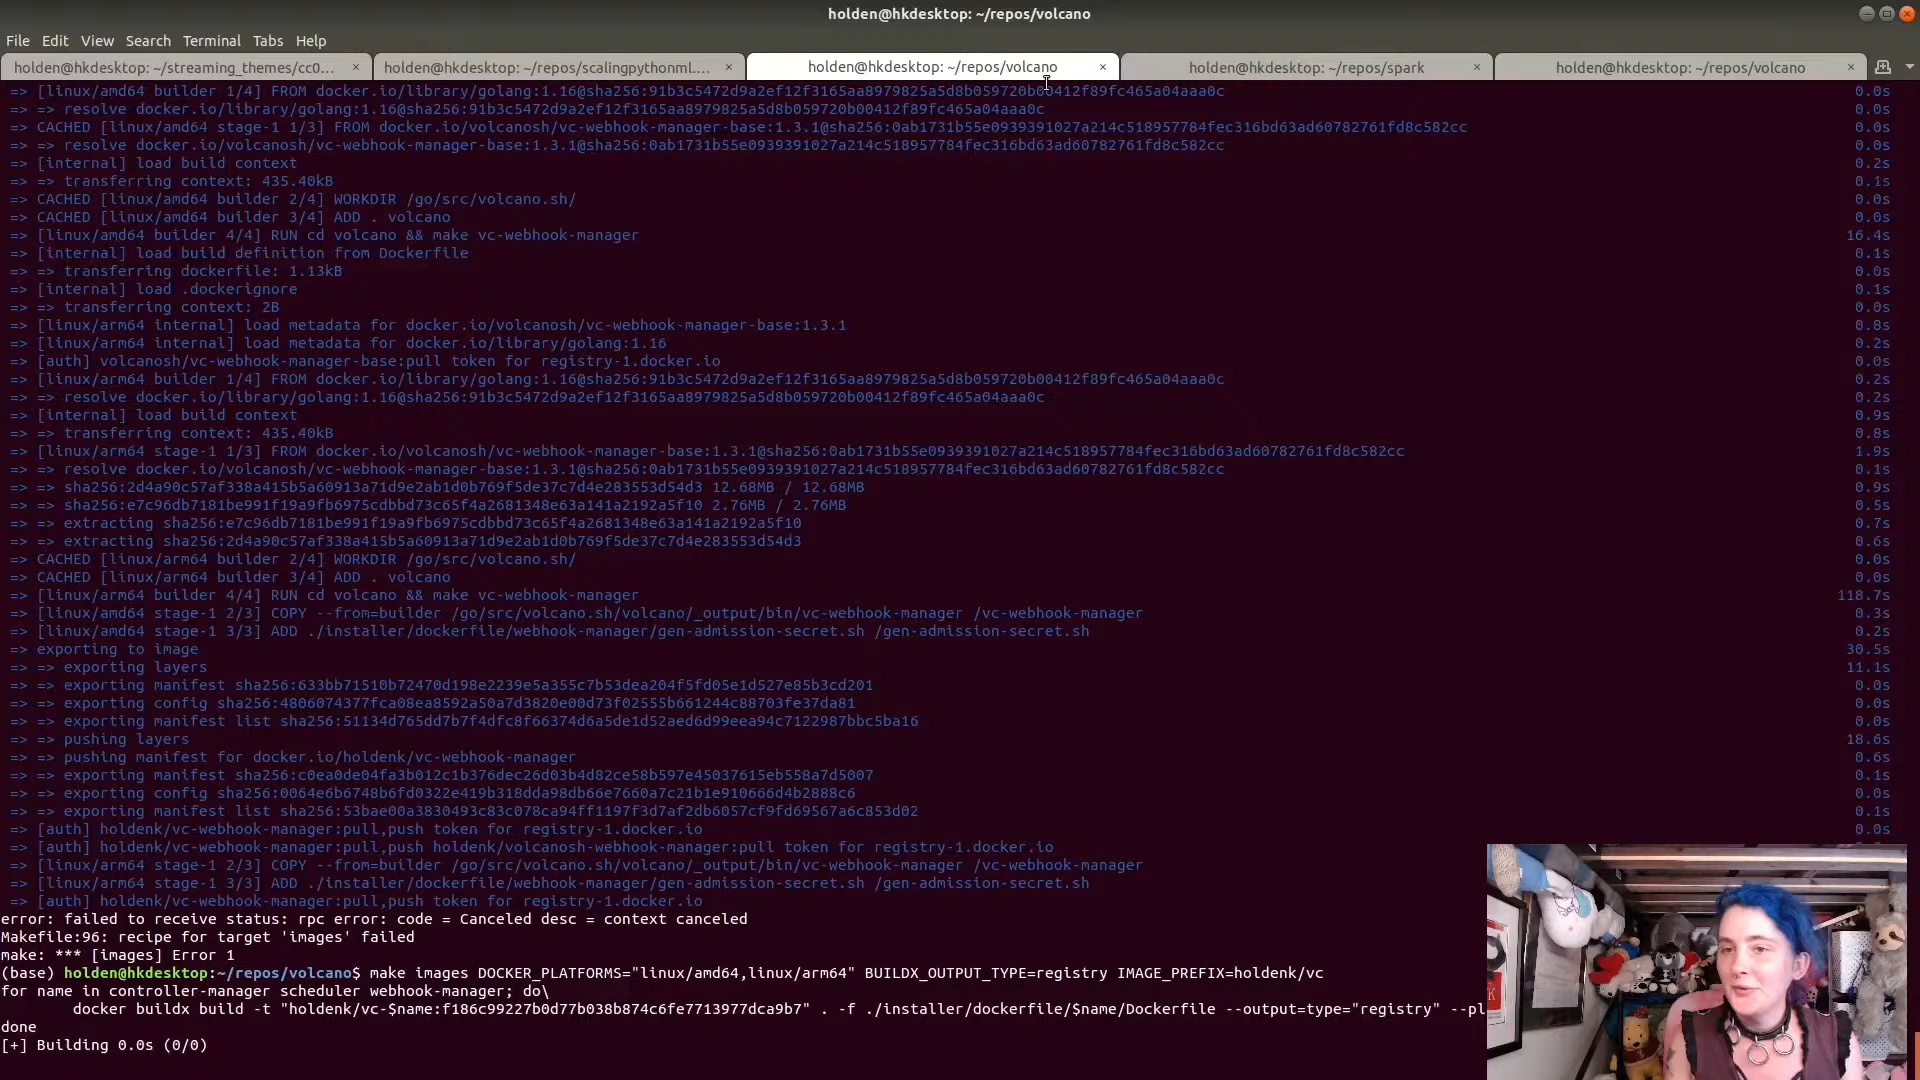 holden@hkdesktop: ~/repos/volcano
File Edit View Search Terminal Tabs Help
holden@hkdesktop: ~/streaming_themes/cc0... × holden@hkdesktop: ~/repos/scalingpythonml.... × holden@hkdesktop: ~/repos/volcano × holden@hkdesktop: ~/repos/spark × holden@hkdesktop: ~/repos/volcano ×
=> [linux/amd64 builder 1/4] FROM docker.io/library/golang:1.16@sha256:91b3c5472d9a2ef12f3165aa8979825a5d8b059720b00412f89fc465a04aaa0c 0.0s
=> => resolve docker.io/library/golang:1.16@sha256:91b3c5472d9a2ef12f3165aa8979825a5d8b059720b00412f89fc465a04aaa0c 0.0s
=> CACHED [linux/amd64 stage-1 1/3] FROM docker.io/volcanosh/vc-webhook-manager-base:1.3.1@sha256:0ab1731b55e0939391027a214c518957784fec316bd63ad60782761fd8c582cc 0.0s
=> => resolve docker.io/volcanosh/vc-webhook-manager-base:1.3.1@sha256:0ab1731b55e0939391027a214c518957784fec316bd63ad60782761fd8c582cc 0.0s
=> [internal] load build context 0.2s
=> => transferring context: 435.40kB 0.1s
=> CACHED [linux/amd64 builder 2/4] WORKDIR /go/src/volcano.sh/ 0.0s
=> CACHED [linux/amd64 builder 3/4] ADD . volcano 0.0s
=> [linux/amd64 builder 4/4] RUN cd volcano && make vc-webhook-manager 16.4s
=> [internal] load build definition from Dockerfile 0.1s
=> => transferring dockerfile: 1.13kB 0.0s
=> [internal] load .dockerignore 0.1s
=> => transferring context: 2B 0.0s
=> [linux/arm64 internal] load metadata for docker.io/volcanosh/vc-webhook-manager-base:1.3.1 0.8s
=> [linux/arm64 internal] load metadata for docker.io/library/golang:1.16 0.2s
=> [auth] volcanosh/vc-webhook-manager-base:pull token for registry-1.docker.io 0.0s
=> [linux/arm64 builder 1/4] FROM docker.io/library/golang:1.16@sha256:91b3c5472d9a2ef12f3165aa8979825a5d8b059720b00412f89fc465a04aaa0c 0.2s
=> => resolve docker.io/library/golang:1.16@sha256:91b3c5472d9a2ef12f3165aa8979825a5d8b059720b00412f89fc465a04aaa0c 0.2s
=> [internal] load build context 0.9s
=> => transferring context: 435.40kB 0.8s
=> [linux/arm64 stage-1 1/3] FROM docker.io/volcanosh/vc-webhook-manager-base:1.3.1@sha256:0ab1731b55e0939391027a214c518957784fec316bd63ad60782761fd8c582cc 1.9s
=> => resolve docker.io/volcanosh/vc-webhook-manager-base:1.3.1@sha256:0ab1731b55e0939391027a214c518957784fec316bd63ad60782761fd8c582cc 0.1s
=> => sha256:2d4a90c57af338a415b5a60913a71d9e2ab1d0b769f5de37c7d4e283553d54d3 12.68MB / 12.68MB 0.9s
=> => sha256:e7c96db7181be991f19a9fb6975cdbbd73c65f4a2681348e63a141a2192a5f10 2.76MB / 2.76MB 0.5s
=> => extracting sha256:e7c96db7181be991f19a9fb6975cdbbd73c65f4a2681348e63a141a2192a5f10 0.7s
=> => extracting sha256:2d4a90c57af338a415b5a60913a71d9e2ab1d0b769f5de37c7d4e283553d54d3 0.6s
=> CACHED [linux/arm64 builder 2/4] WORKDIR /go/src/volcano.sh/ 0.0s
=> CACHED [linux/arm64 builder 3/4] ADD . volcano 0.0s
=> [linux/arm64 builder 4/4] RUN cd volcano && make vc-webhook-manager 118.7s
=> [linux/amd64 stage-1 2/3] COPY --from=builder /go/src/volcano.sh/volcano/_output/bin/vc-webhook-manager /vc-webhook-manager 0.3s
=> [linux/amd64 stage-1 3/3] ADD ./installer/dockerfile/webhook-manager/gen-admission-secret.sh /gen-admission-secret.sh 0.2s
=> exporting to image 30.5s
=> => exporting layers 11.1s
=> => exporting manifest sha256:633bb71510b72470d198e2239e5a355c7b53dea204f5fd05e1d527e85b3cd201 0.0s
=> => exporting config sha256:4806074377fca08ea8592a50a7d3820e00d73f02555b661244c88703fe37da81 0.0s
=> => exporting manifest list sha256:51134d765dd7b7f4dfc8f66374d6a5de1d52aed6d99eea94c7122987bbc5ba16 0.0s
=> => pushing layers 18.6s
=> => pushing manifest for docker.io/holdenk/vc-webhook-manager 0.6s
=> => exporting manifest sha256:c0ea0de04fa3b012c1b376dec26d03b4d82ce58b597e45037615eb558a7d5007 0.1s
=> => exporting config sha256:0064e6b6748b6fd0322e419b318dda98db66e7660a7c21b1e910666d4b2888c6 0.0s
=> => exporting manifest list sha256:53bae00a3830493c83c078ca94ff1197f3d7af2db6057cf9fd69567a6c853d02 0.1s
=> [auth] holdenk/vc-webhook-manager:pull,push token for registry-1.docker.io 0.0s
=> [auth] holdenk/vc-webhook-manager:pull,push holdenk/volcanosh-webhook-manager:pull token for registry-1.docker.io
=> [linux/arm64 stage-1 2/3] COPY --from=builder /go/src/volcano.sh/volcano/_output/bin/vc-webhook-manager /vc-webhook-manager
=> [linux/arm64 stage-1 3/3] ADD ./installer/dockerfile/webhook-manager/gen-admission-secret.sh /gen-admission-secret.sh
=> [auth] holdenk/vc-webhook-manager:pull,push token for registry-1.docker.io
error: failed to receive status: rpc error: code = Canceled desc = context canceled
Makefile:96: recipe for target 'images' failed
make: *** [images] Error 1
(base) holden@hkdesktop:~/repos/volcano$ make images DOCKER_PLATFORMS="linux/amd64,linux/arm64" BUILDX_OUTPUT_TYPE=registry IMAGE_PREFIX=holdenk/vc
for name in controller-manager scheduler webhook-manager; do\
docker buildx build -t "holdenk/vc-$name:f186c99227b0d77b038b874c6fe7713977dca9b7" . -f ./installer/dockerfile/$name/Dockerfile --output=type="registry" --pl
done
[+] Building 0.0s (0/0)